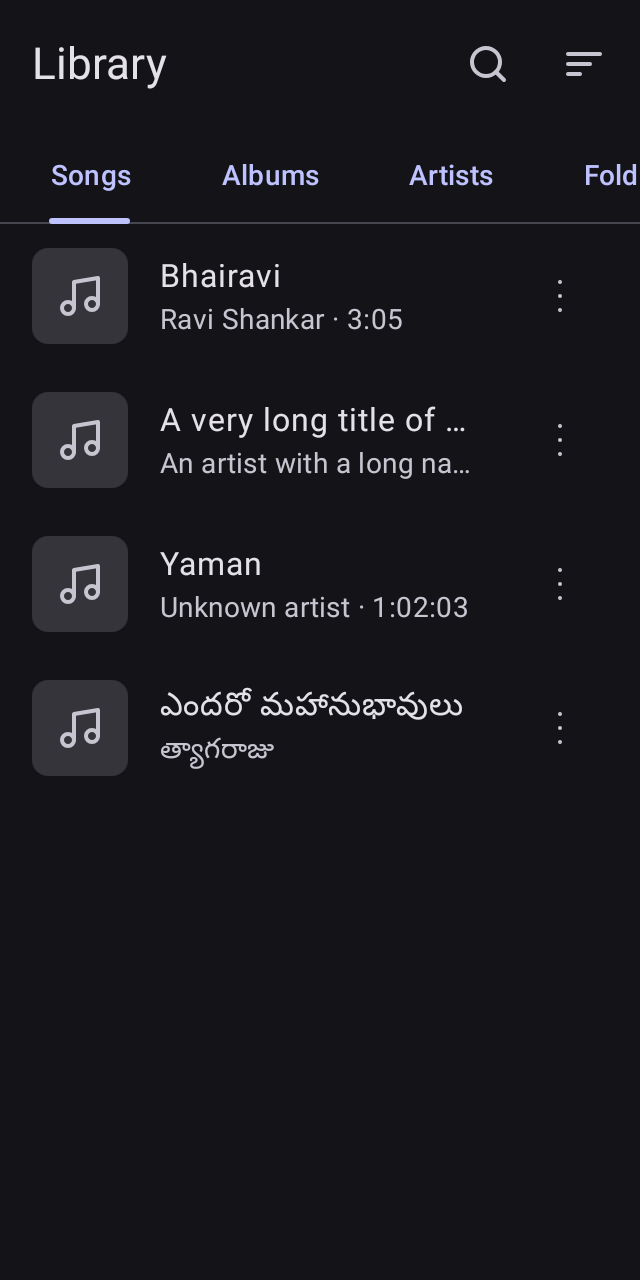 Library
Songs Albums Artists Fold
Bhairavi
Ravi Shankar · 3:05
A very long title of …
An artist with a long na…
Yaman
Unknown artist · 1:02:03
ఎందరో మహానుభావులు
త్యాగరాజు